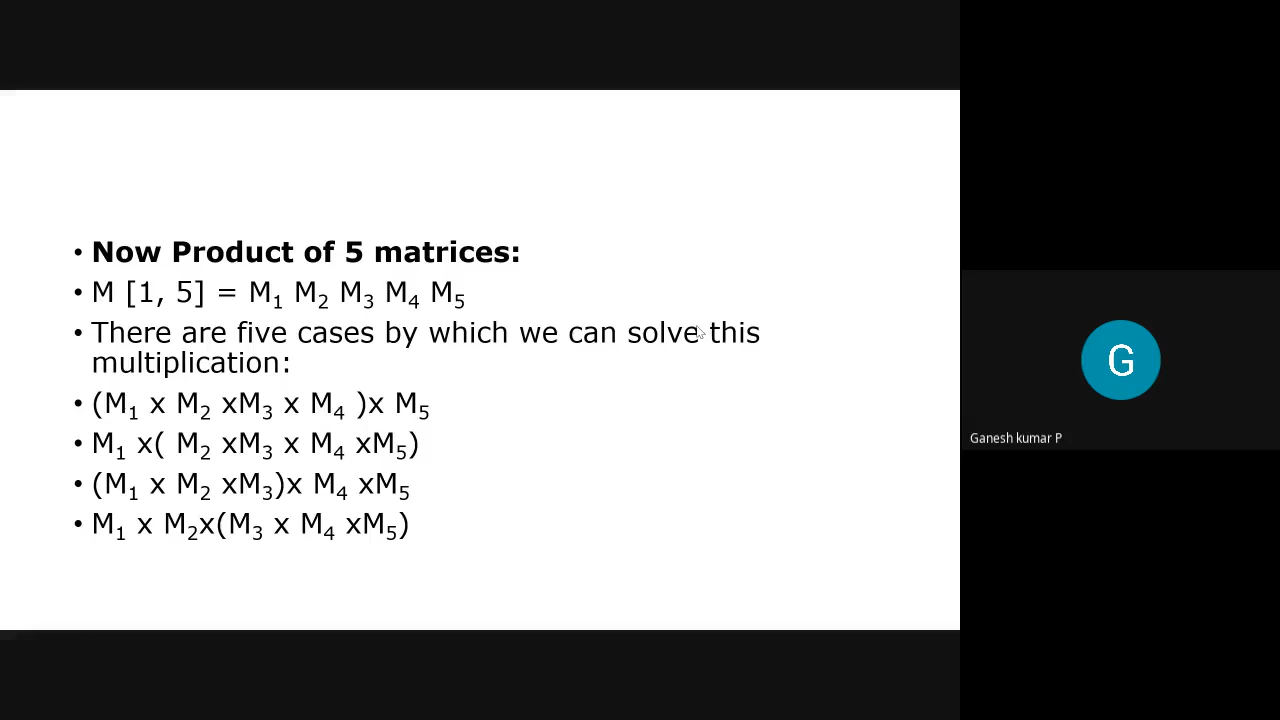 • Now Product of 5 matrices:
• M [1, 5] = M₁ M₂ M₃ M₄ M₅
• There are five cases by which we can solve this
multiplication:
• (M₁ x M₂ xM₃ x M₄ )x M₅
• M₁ x( M₂ xM₃ x M₄ xM₅)
• (M₁ x M₂ xM₃)x M₄ xM₅
• M₁ x M₂x(M₃ x M₄ xM₅)
G
Ganesh kumar P